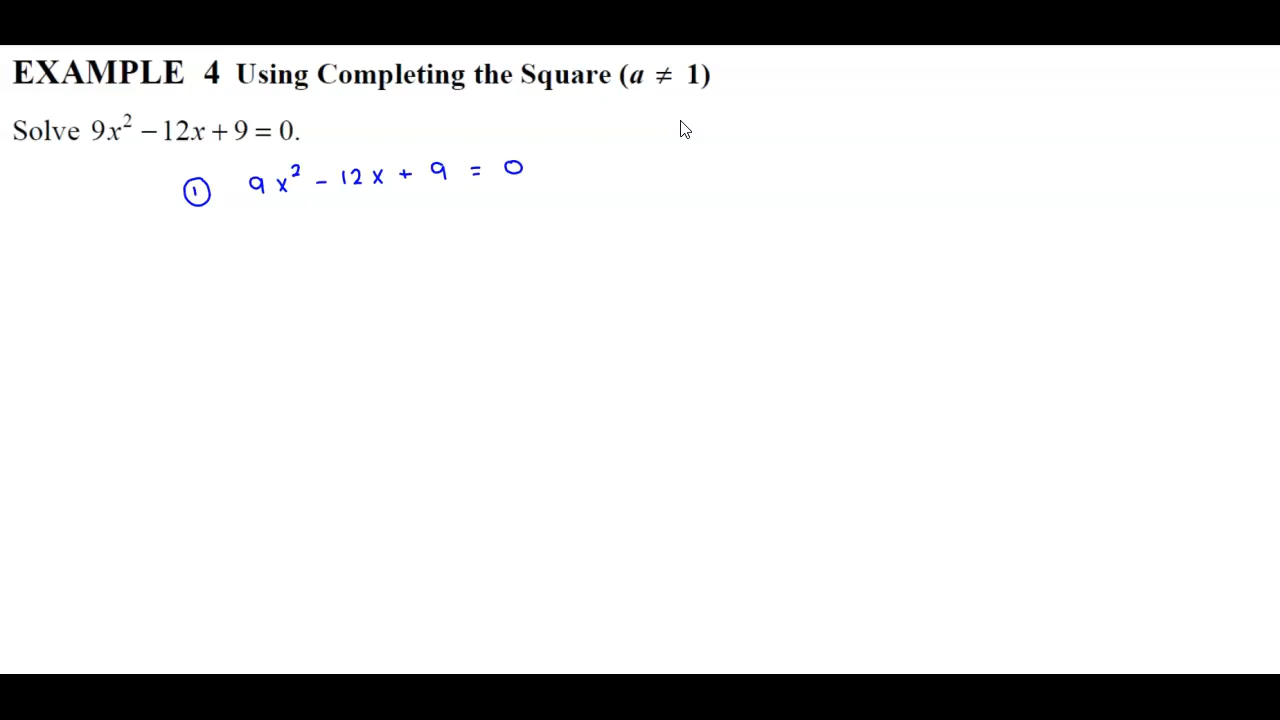 EXAMPLE 4 Using Completing the Square (a ≠ 1)
Solve 9x² − 12x + 9 = 0.
① 9x² - 12x + 9 = 0